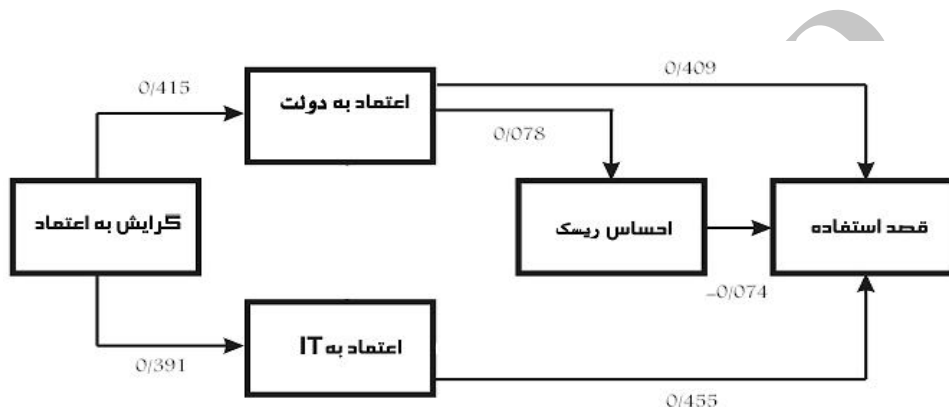 0/409
0/415
اعتماد به دولت
0/078
گرایش به اعتماد
احساس ریسک
قصد استفاده
-0/074
اعتماد به IT
0/391
0/455